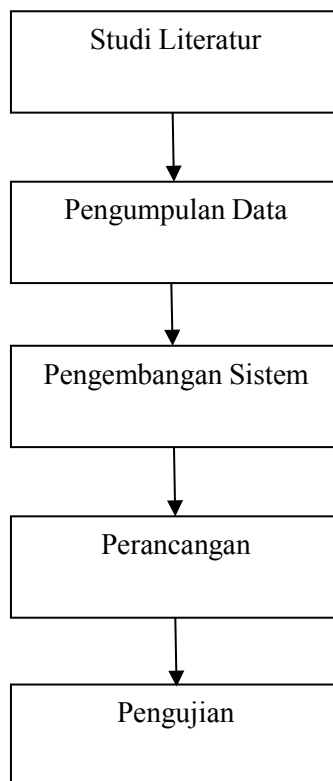 Studi Literatur
Pengumpulan Data
Pengembangan Sistem
Perancangan
Pengujian